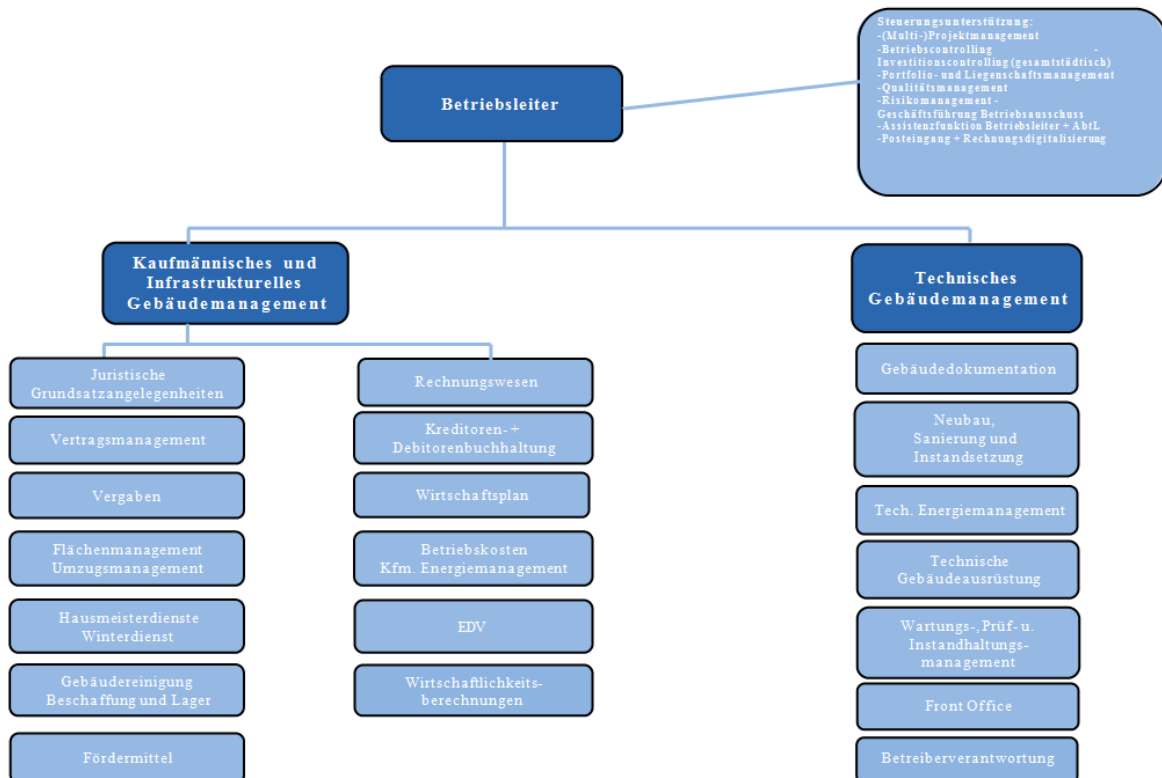 Steuerungsunterstützung:
-(Multi-)Projektmanagement
-Betriebscontrolling -
Investitionscontrolling (gesamtstädtisch)
-Portfolio- und Liegenschaftsmanagement
-Qualitätsmanagement
-Risikomanagement -
Geschäftsführung Betriebsausschuss
-Assistenzfunktion Betriebsleiter + AbtL
-Posteingang + Rechnungsdigitalisierung
Betriebsleiter
Kaufmännisches und
Infrastrukturelles
Gebäudemanagement
Technisches
Gebäudemanagement
Juristische
Grundsatzangelegenheiten
Vertragsmanagement
Vergaben
Flächenmanagement
Umzugsmanagement
Hausmeisterdienste
Winterdienst
Gebäudereinigung
Beschaffung und Lager
Fördermittel
Rechnungswesen
Kreditoren- +
Debitorenbuchhaltung
Wirtschaftsplan
Betriebskosten
Kfm. Energiemanagement
EDV
Wirtschaftlichkeits-
berechnungen
Gebäudedokumentation
Neubau,
Sanierung und
Instandsetzung
Tech. Energiemanagement
Technische
Gebäudeausrüstung
Wartungs-, Prüf- u.
Instandhaltungs-
management
Front Office
Betreiberverantwortung